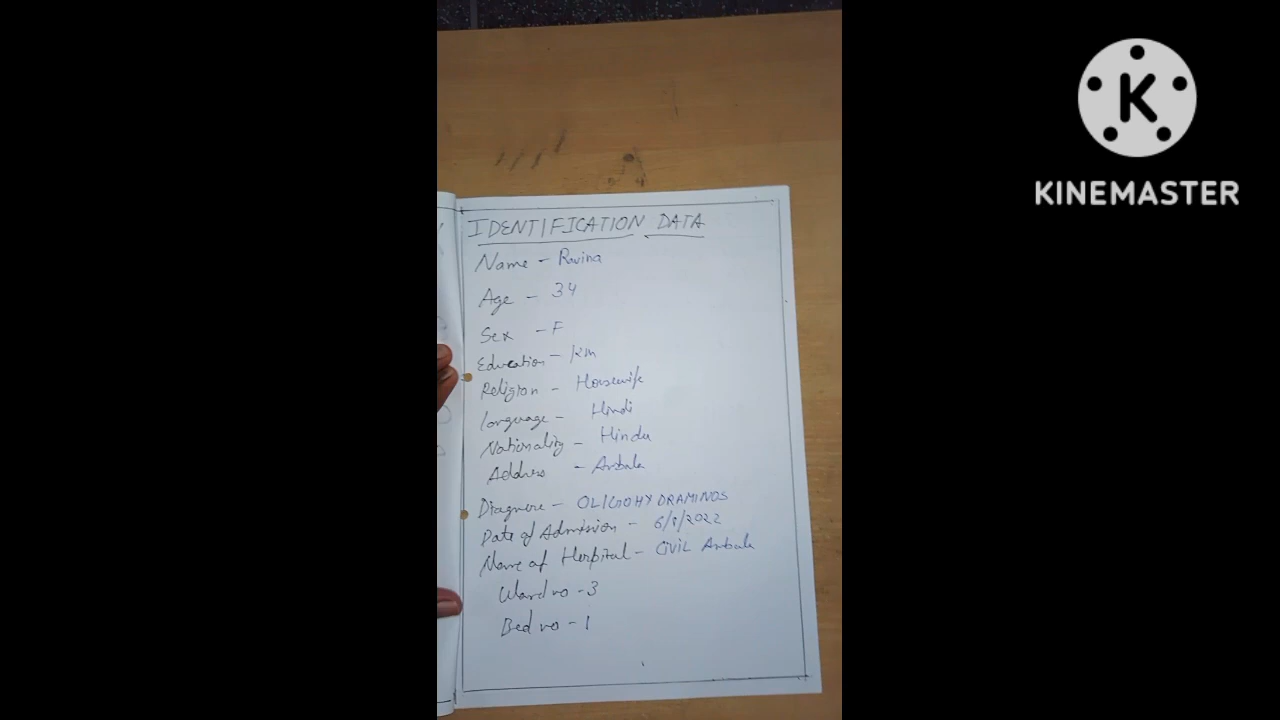 IDENTIFICATION DATA
Name - Ravina
Age - 34
Sex - F
Education -
Religion - Housewife
language - Hindi
Nationality - Hindu
Address - Ambala
Diagnose - OLIGOHYDRAMINOS
Date of Admission - 6/8/2022
Name of Hospital - CIVIL Ambala
Ward no - 3
Bed no - 1
K
KINEMASTER